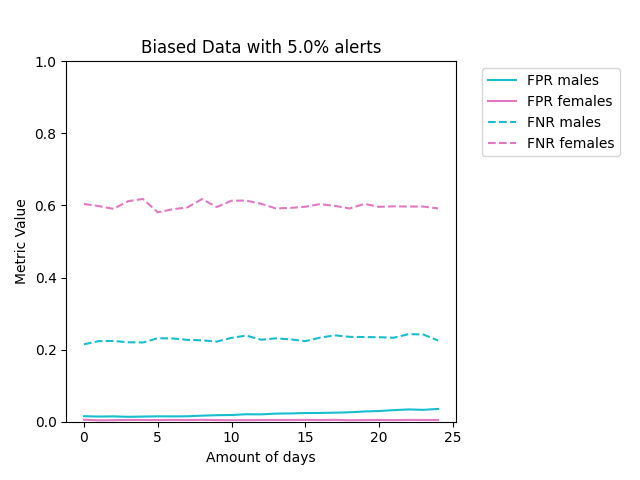 Biased Data with 5.0% alerts
1.0
0.8
0.6
0.4
0.2
0.0
Metric Value
0 5 10 15 20 25
Amount of days
FPR males
FPR females
FNR males
FNR females